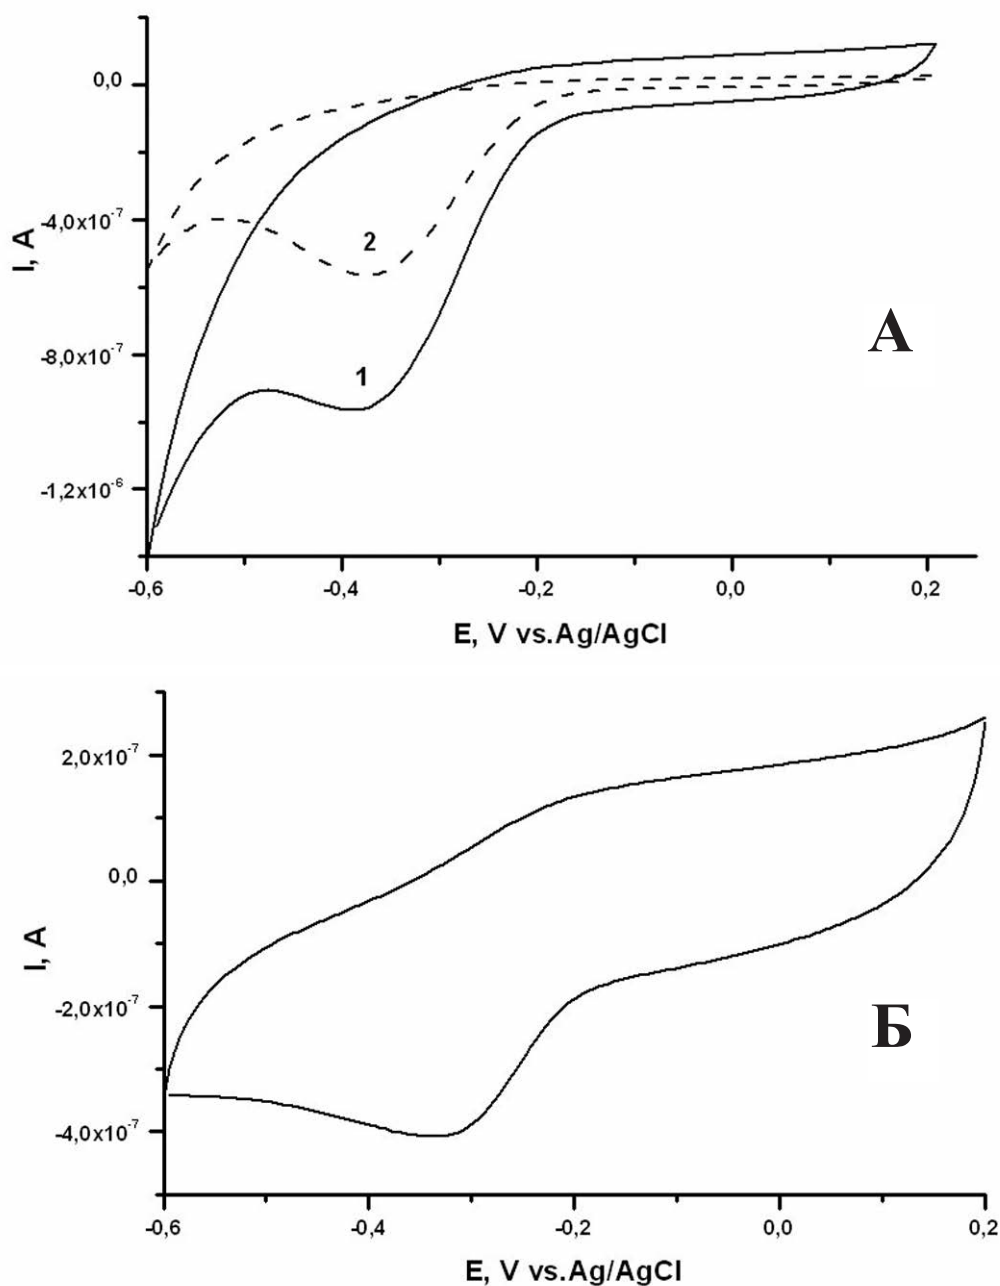 0,0
-4,0x10⁻⁷
-8,0x10⁻⁷
-1,2x10⁻⁶
I, A
2
1
А
-0,6 -0,4 -0,2 0,0 0,2
E, V vs.Ag/AgCl
2,0x10⁻⁷
0,0
-2,0x10⁻⁷
-4,0x10⁻⁷
I, A
Б
-0,6 -0,4 -0,2 0,0 0,2
E, V vs.Ag/AgCl